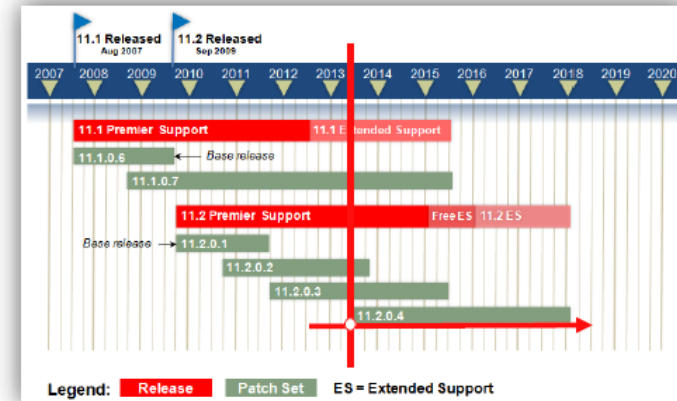 11.1 Released
Aug 2007
11.2 Released
Sep 2009
2007 2008 2009 2010 2011 2012 2013 2014 2015 2016 2017 2018 2019 2020
11.1 Premier Support
11.1 Extended Support
11.1.0.6
Base release
11.1.0.7
11.2 Premier Support
Free ES
11.2 ES
Base release
11.2.0.1
11.2.0.2
11.2.0.3
11.2.0.4
Legend: Release Patch Set ES = Extended Support